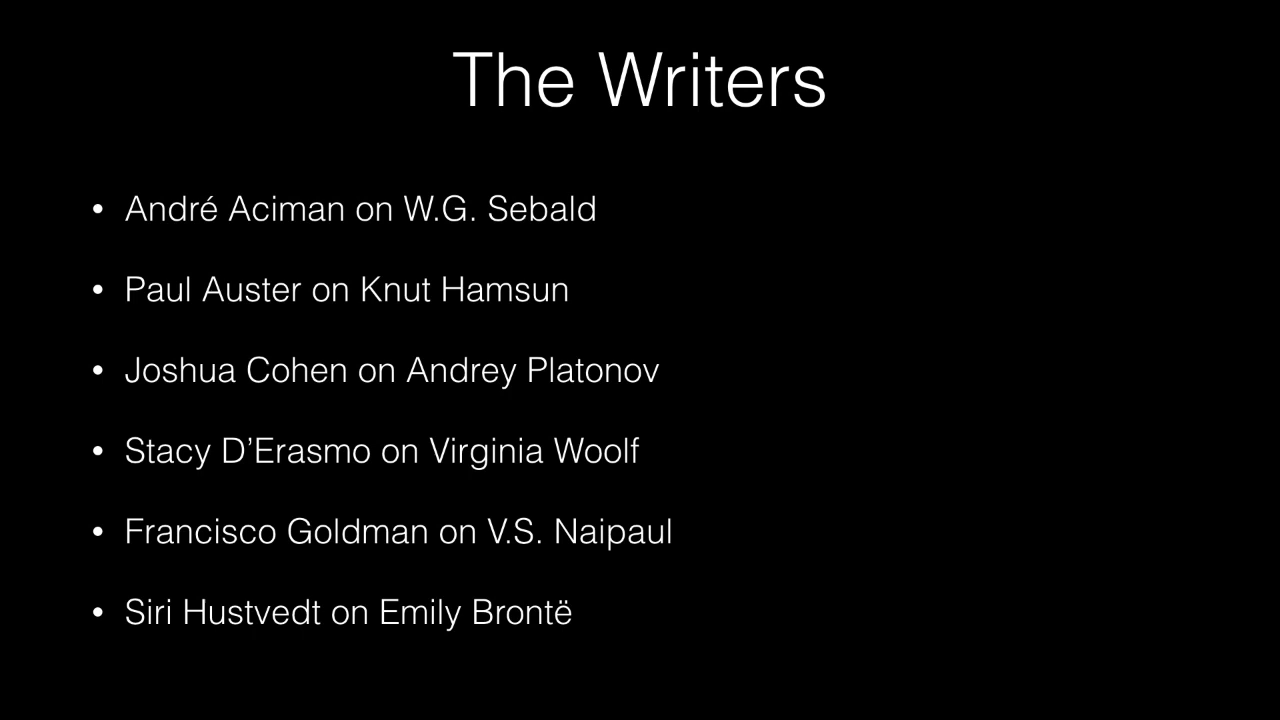 The Writers
• André Aciman on W.G. Sebald
• Paul Auster on Knut Hamsun
• Joshua Cohen on Andrey Platonov
• Stacy D’Erasmo on Virginia Woolf
• Francisco Goldman on V.S. Naipaul
• Siri Hustvedt on Emily Brontë